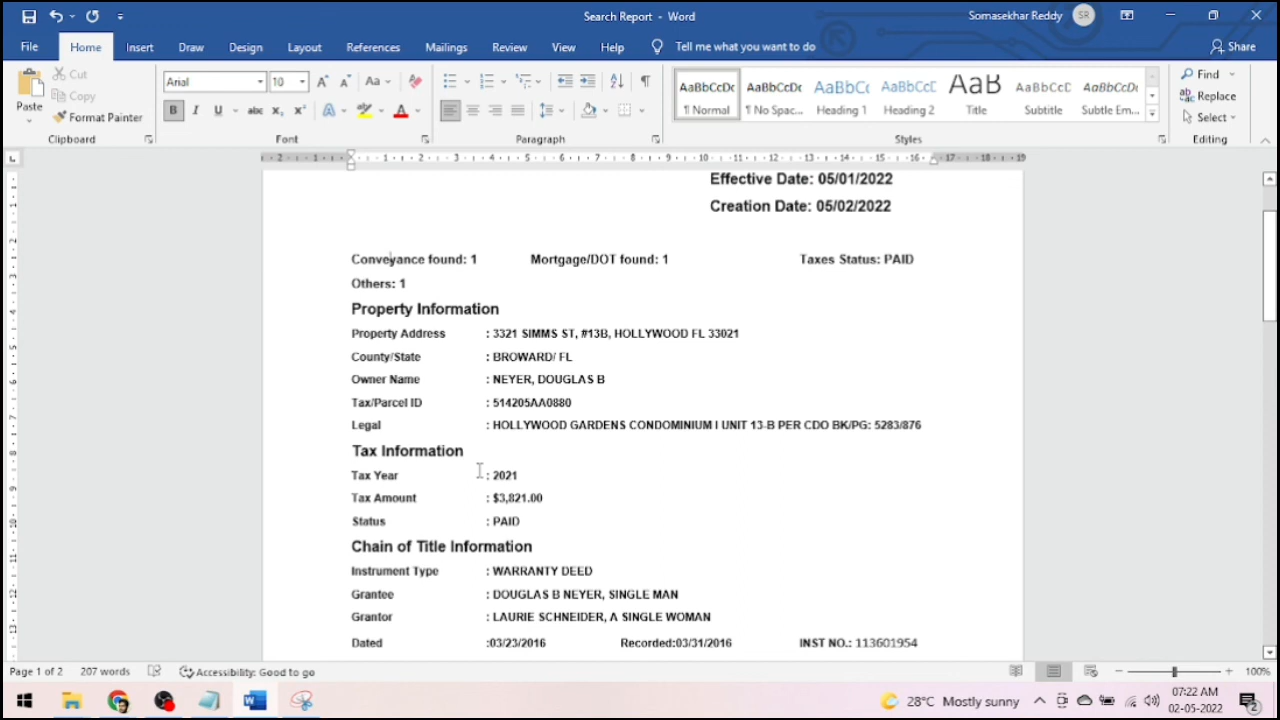 Search Report - Word
Somasekhar Reddy SR
File Home Insert Draw Design Layout References Mailings Review View Help Tell me what you want to do Share
Paste Cut Copy Format Painter
Clipboard
Arial 10
Font
Paragraph
AaBbCcDc ¶ Normal
AaBbCcDc ¶ No Spac...
AaBbCc Heading 1
AaBbCcD Heading 2
AaB Title
AaBbCcD Subtitle
AaBbCcDt Subtle Em...
Styles
Find
Replace
Select
Editing
Effective Date: 05/01/2022
Creation Date: 05/02/2022
Conveyance found: 1 Mortgage/DOT found: 1 Taxes Status: PAID
Others: 1
Property Information
Property Address : 3321 SIMMS ST, #13B, HOLLYWOOD FL 33021
County/State : BROWARD/ FL
Owner Name : NEYER, DOUGLAS B
Tax/Parcel ID : 514205AA0880
Legal : HOLLYWOOD GARDENS CONDOMINIUM I UNIT 13-B PER CDO BK/PG: 5283/876
Tax Information
Tax Year : 2021
Tax Amount : $3,821.00
Status : PAID
Chain of Title Information
Instrument Type : WARRANTY DEED
Grantee : DOUGLAS B NEYER, SINGLE MAN
Grantor : LAURIE SCHNEIDER, A SINGLE WOMAN
Dated :03/23/2016 Recorded:03/31/2016 INST NO.: 113601954
Page 1 of 2 207 words Accessibility: Good to go 100%
28°C Mostly sunny 07:22 AM
02-05-2022
2